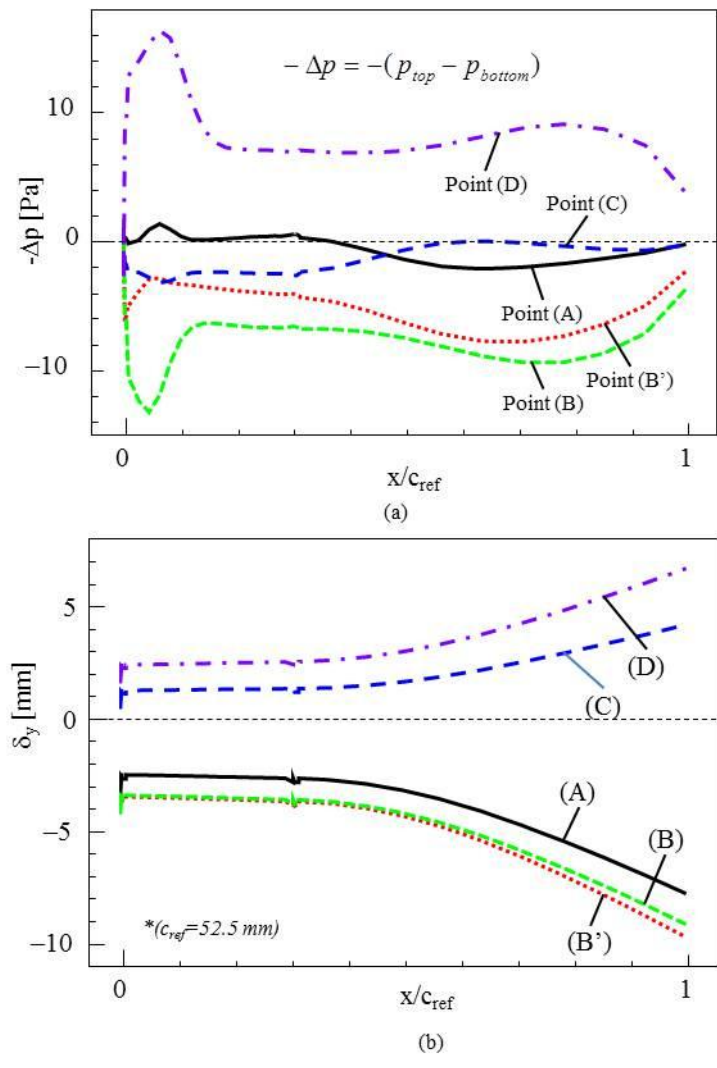 − Δp = −(p_top − p_bottom)
10
Point (D)
Point (C)
-Δp [Pa]
0
Point (A)
Point (B’)
−10
Point (B)
0
1
x/c_ref
(a)
5
(D)
(C)
δ_y [mm]
0
(A)
−5
(B)
*(c_ref=52.5 mm)
(B’)
−10
0
1
x/c_ref
(b)